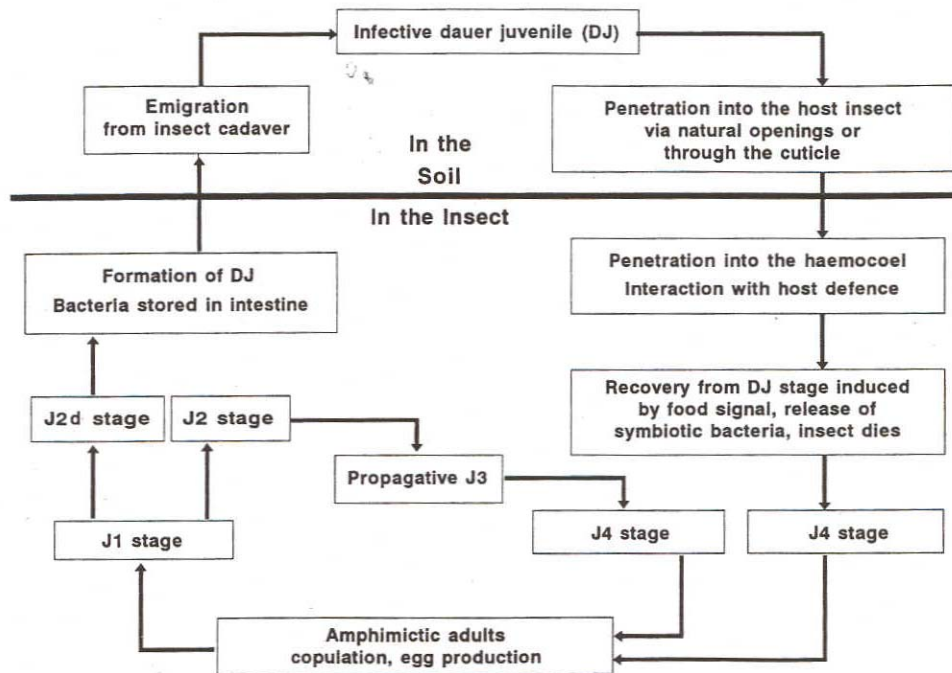 Infective dauer juvenile (DJ)
Emigration
from insect cadaver
Penetration into the host insect
via natural openings or
through the cuticle
In the
Soil
In the Insect
Formation of DJ
Bacteria stored in intestine
Penetration into the haemocoel
Interaction with host defence
J2d stage
J2 stage
Recovery from DJ stage induced
by food signal, release of
symbiotic bacteria, insect dies
Propagative J3
J1 stage
J4 stage
J4 stage
Amphimictic adults
copulation, egg production